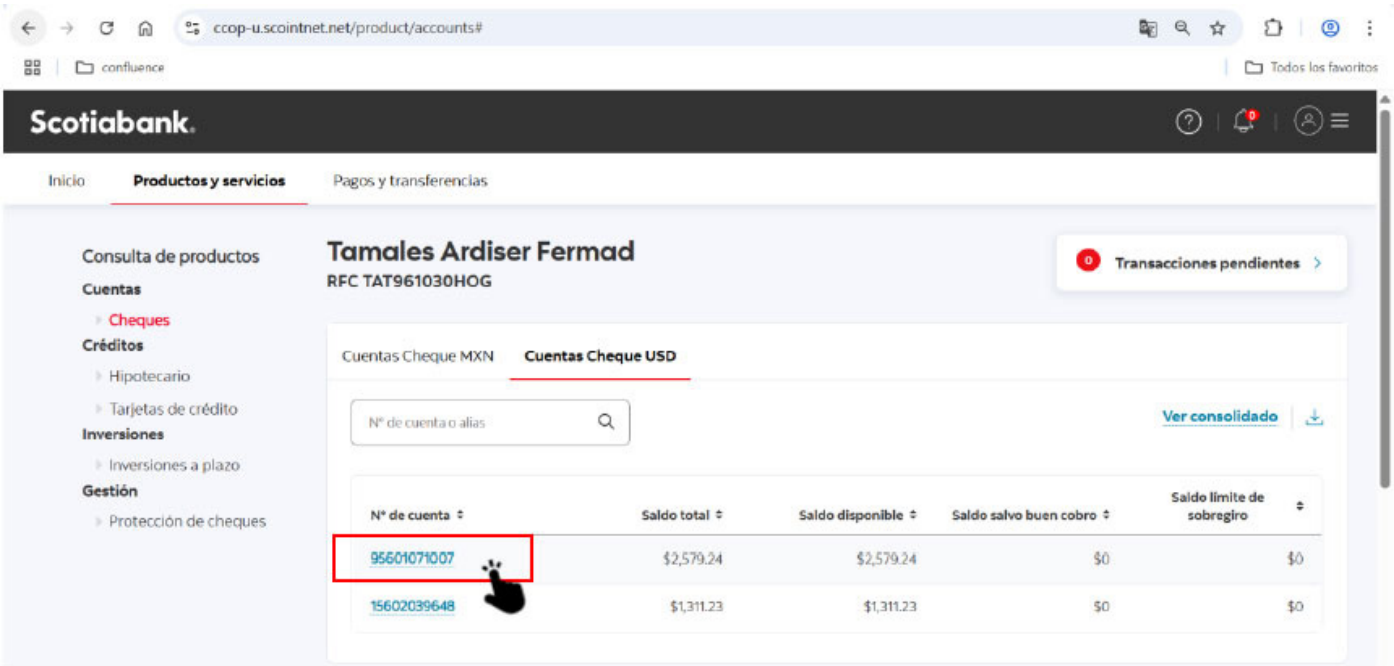 ccop-u.scointnet.net/product/accounts#
confluence
Todos los favoritos
Scotiabank.
0
Inicio Productos y servicios Pagos y transferencias
Consulta de productos
Cuentas
Cheques
Créditos
Hipotecario
Tarjetas de crédito
Inversiones
Inversiones a plazo
Gestión
Protección de cheques
Tamales Ardiser Fermad
RFC TAT961030HOG
0 Transacciones pendientes
Cuentas Cheque MXN Cuentas Cheque USD
N° de cuenta o alias
Ver consolidado
N° de cuenta Saldo total Saldo disponible Saldo salvo buen cobro Saldo límite de
sobregiro
95601071007 $2,579.24 $2,579.24 $0 $0
15602039648 $1,311.23 $1,311.23 $0 $0